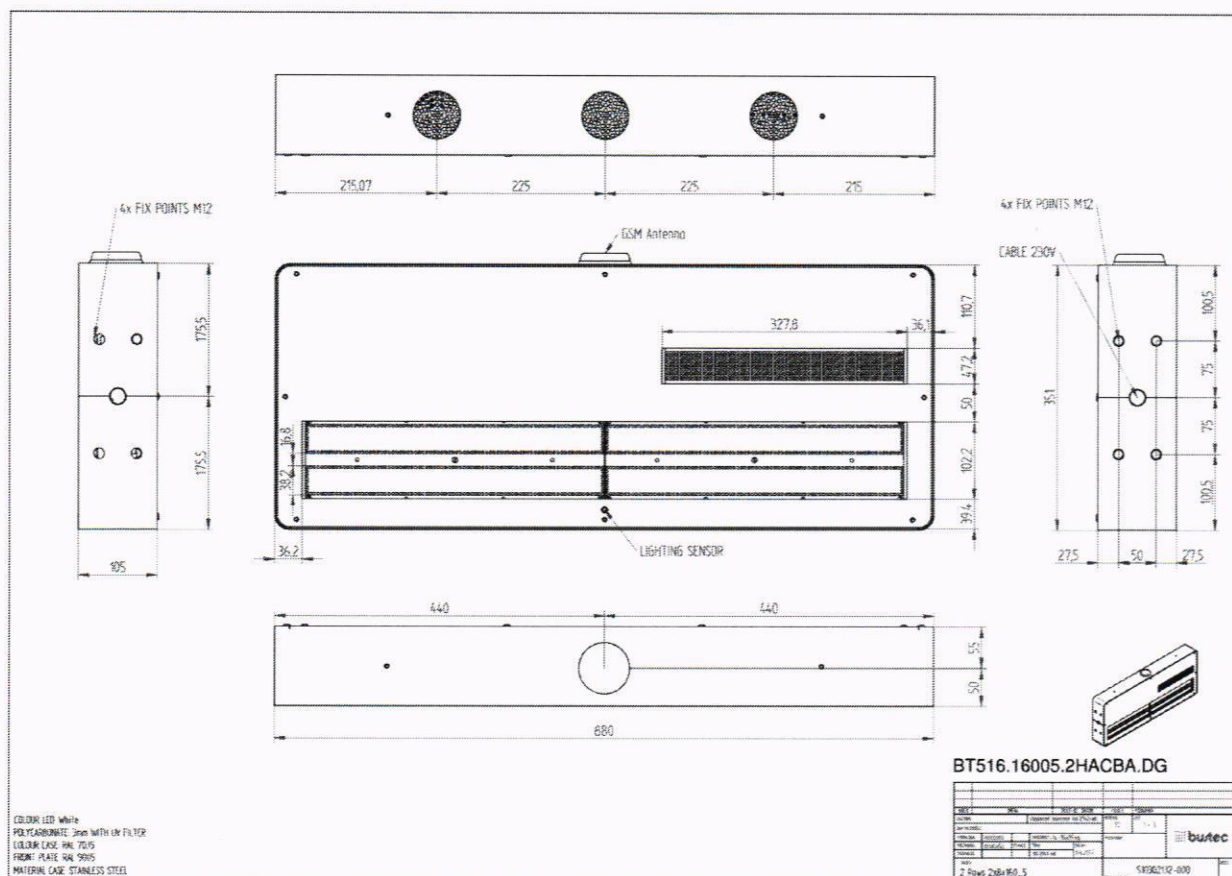 215,07
225
225
215
4x FIX POINTS M12
GSM Antenna
4x FIX POINTS M12
CABLE 230V
175,5
175,5
105
327,8
36,1
110,7
47,2
50
102,2
39,4
16,8
38,2
36,2
LIGHTING SENSOR
351
100,5
75
75
100,5
27,5
50
27,5
440
440
55
50
880
BT516.16005.2HACBA.DG
COLOUR LED White
POLYCARBONATE 3mm WITH UV FILTER
COLOUR CASE RAL 7015
FRONT PLATE RAL 9005
MATERIAL CASE STAINLESS STEEL
bustec
2 Rows 2x8x160_5